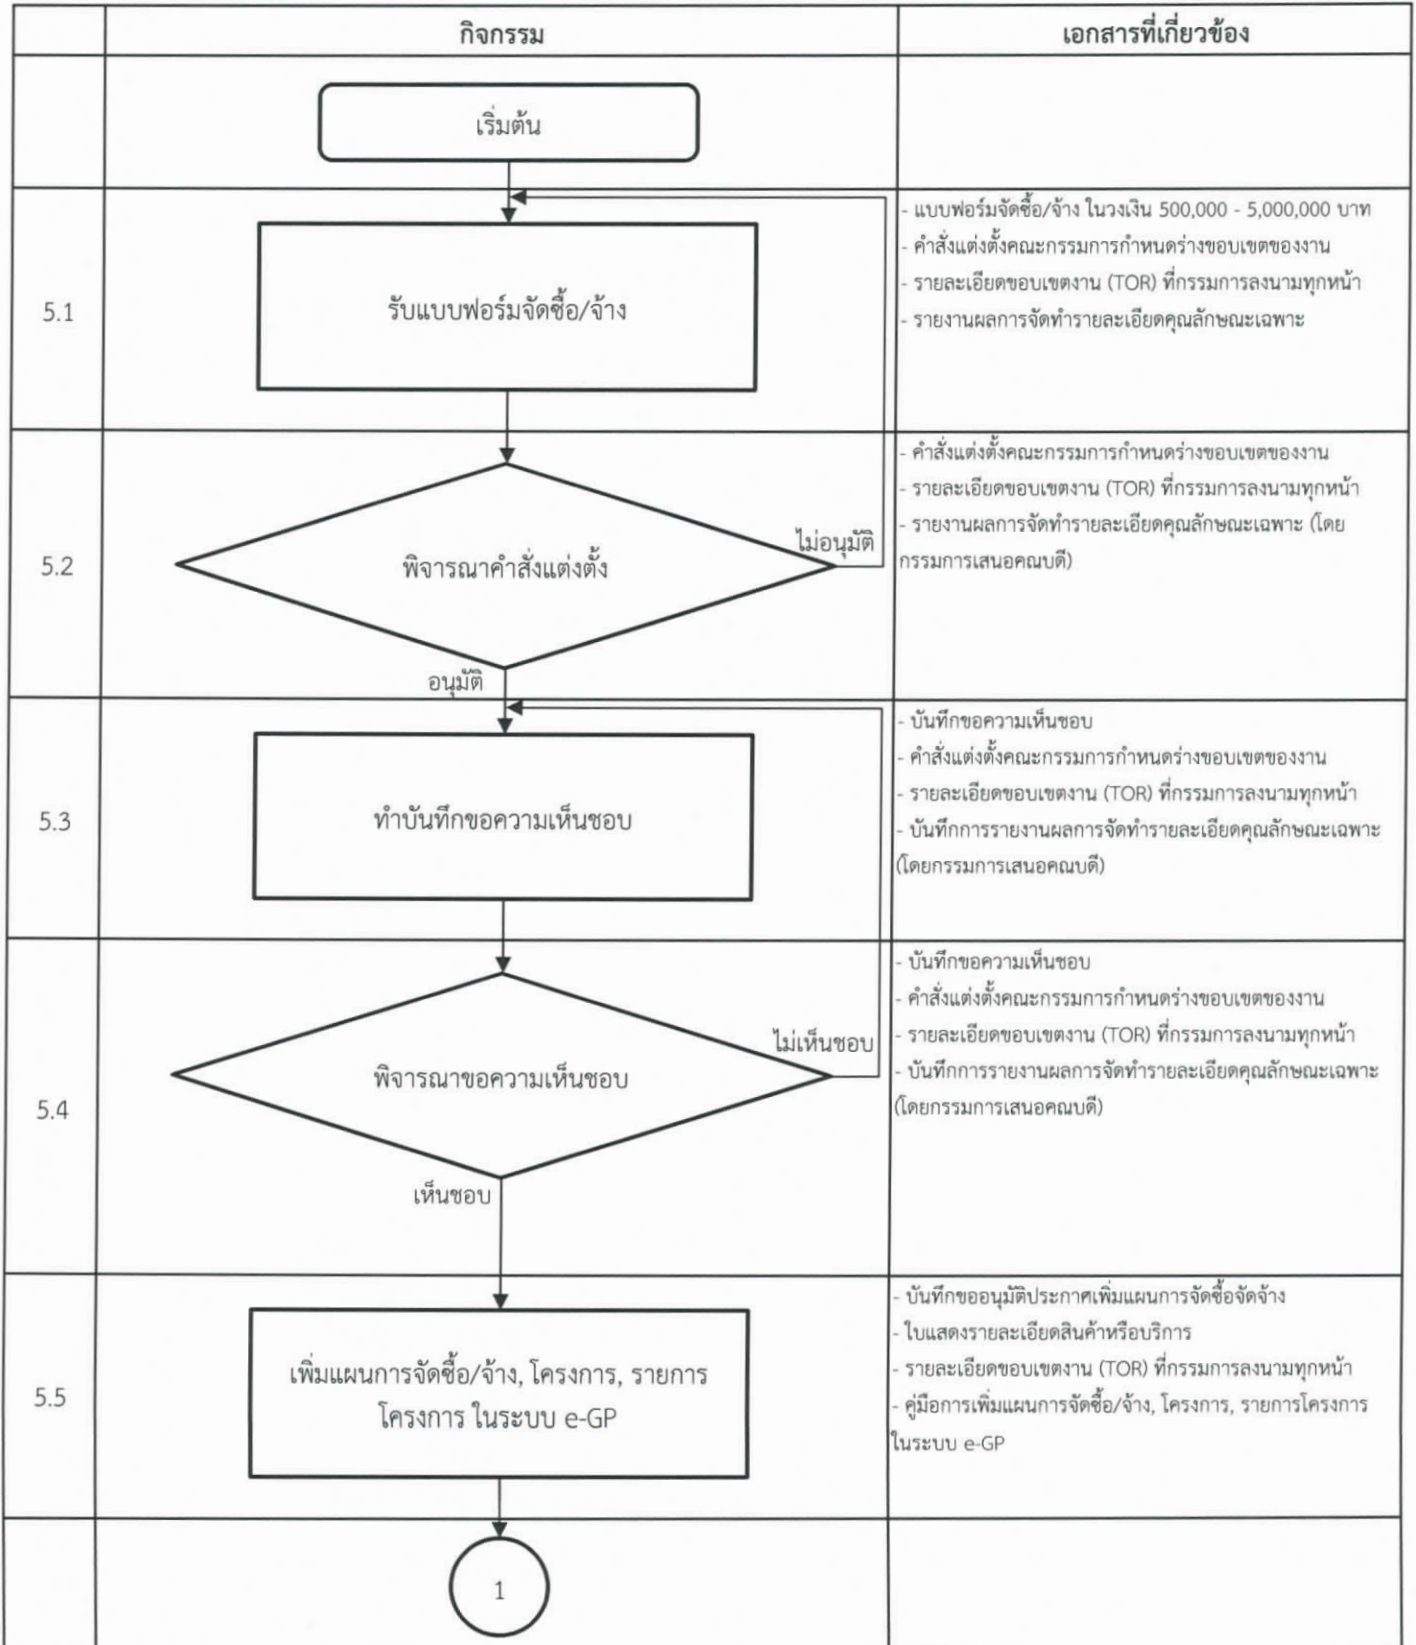 กิจกรรม
เอกสารที่เกี่ยวข้อง
เริ่มต้น
5.1
รับแบบฟอร์มจัดซื้อ/จ้าง
- แบบฟอร์มจัดซื้อ/จ้าง ในวงเงิน 500,000 - 5,000,000 บาท
- คำสั่งแต่งตั้งคณะกรรมการกำหนดร่างขอบเขตของงาน
- รายละเอียดขอบเขตงาน (TOR) ที่กรรมการลงนามทุกหน้า
- รายงานผลการจัดทำรายละเอียดคุณลักษณะเฉพาะ
5.2
พิจารณาคำสั่งแต่งตั้ง
ไม่อนุมัติ
อนุมัติ
- คำสั่งแต่งตั้งคณะกรรมการกำหนดร่างขอบเขตของงาน
- รายละเอียดขอบเขตงาน (TOR) ที่กรรมการลงนามทุกหน้า
- รายงานผลการจัดทำรายละเอียดคุณลักษณะเฉพาะ (โดย
กรรมการเสนอคณบดี)
5.3
ทำบันทึกขอความเห็นชอบ
- บันทึกขอความเห็นชอบ
- คำสั่งแต่งตั้งคณะกรรมการกำหนดร่างขอบเขตของงาน
- รายละเอียดขอบเขตงาน (TOR) ที่กรรมการลงนามทุกหน้า
- บันทึกการรายงานผลการจัดทำรายละเอียดคุณลักษณะเฉพาะ
(โดยกรรมการเสนอคณบดี)
5.4
พิจารณาขอความเห็นชอบ
ไม่เห็นชอบ
เห็นชอบ
- บันทึกขอความเห็นชอบ
- คำสั่งแต่งตั้งคณะกรรมการกำหนดร่างขอบเขตของงาน
- รายละเอียดขอบเขตงาน (TOR) ที่กรรมการลงนามทุกหน้า
- บันทึกการรายงานผลการจัดทำรายละเอียดคุณลักษณะเฉพาะ
(โดยกรรมการเสนอคณบดี)
5.5
เพิ่มแผนการจัดซื้อ/จ้าง, โครงการ, รายการ
โครงการ ในระบบ e-GP
- บันทึกขออนุมัติประกาศเพิ่มแผนการจัดซื้อจัดจ้าง
- ใบแสดงรายละเอียดสินค้าหรือบริการ
- รายละเอียดขอบเขตงาน (TOR) ที่กรรมการลงนามทุกหน้า
- คู่มือการเพิ่มแผนการจัดซื้อ/จ้าง, โครงการ, รายการโครงการ
ในระบบ e-GP
1